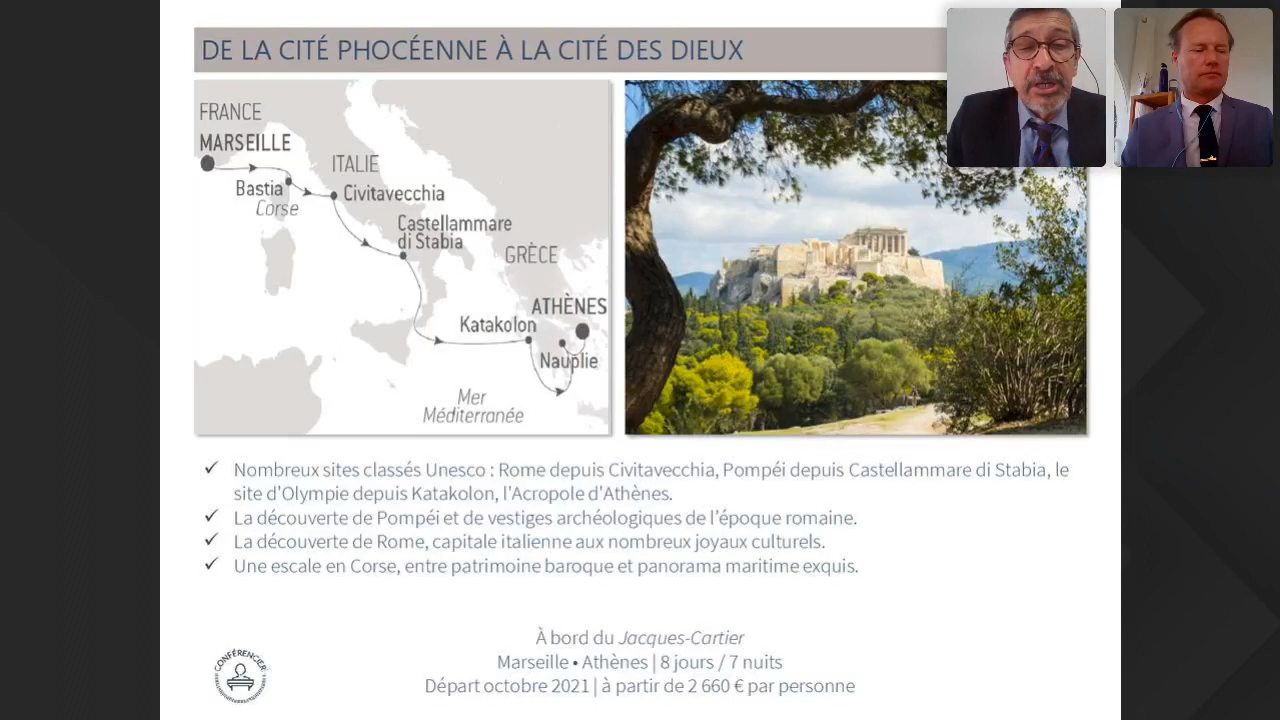 DE LA CITÉ PHOCÉENNE À LA CITÉ DES DIEUX
FRANCE
MARSEILLE
ITALIE
Bastia
Corse
Civitavecchia
Castellammare
di Stabia
GRÈCE
ATHÈNES
Katakolon
Nauplie
Mer
Méditerranée
✓ Nombreux sites classés Unesco : Rome depuis Civitavecchia, Pompéi depuis Castellammare di Stabia, le
site d'Olympie depuis Katakolon, l'Acropole d'Athènes.
✓ La découverte de Pompéi et de vestiges archéologiques de l'époque romaine.
✓ La découverte de Rome, capitale italienne aux nombreux joyaux culturels.
✓ Une escale en Corse, entre patrimoine baroque et panorama maritime exquis.
À bord du Jacques-Cartier
Marseille • Athènes | 8 jours / 7 nuits
Départ octobre 2021 | à partir de 2 660 € par personne
CONFÉRENCIER